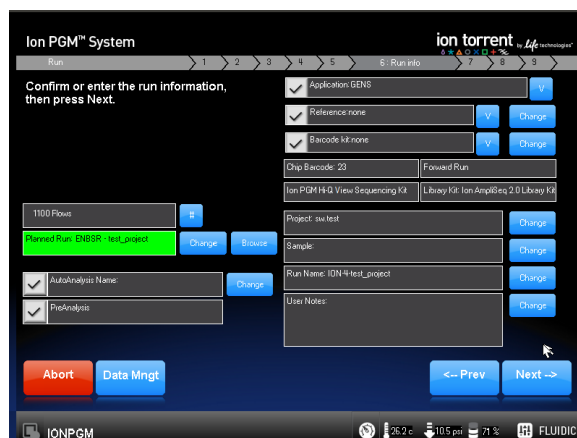 Ion PGM™ System
ion torrent by Life technologies™
Run 1 2 3 4 5 6 : Run info 7 8 9
Confirm or enter the run information,
then press Next.
Application: GENS V
Reference:none V Change
Barcode kit:none V Change
Chip Barcode: 23 Forward Run
Ion PGM Hi-Q View Sequencing Kit Library Kit: Ion AmpliSeq 2.0 Library Kit
1100 Flows #
Planned Run: ENBSR - test_project Change Browse
Project: sw.test Change
Sample: Change
AutoAnalysis Name: Change
Run Name: ION-4-test_project Change
PreAnalysis
User Notes: Change
Abort Data Mngt <-- Prev Next -->
IONPGM 26.2 c 10.5 psi 71 % FLUIDIC